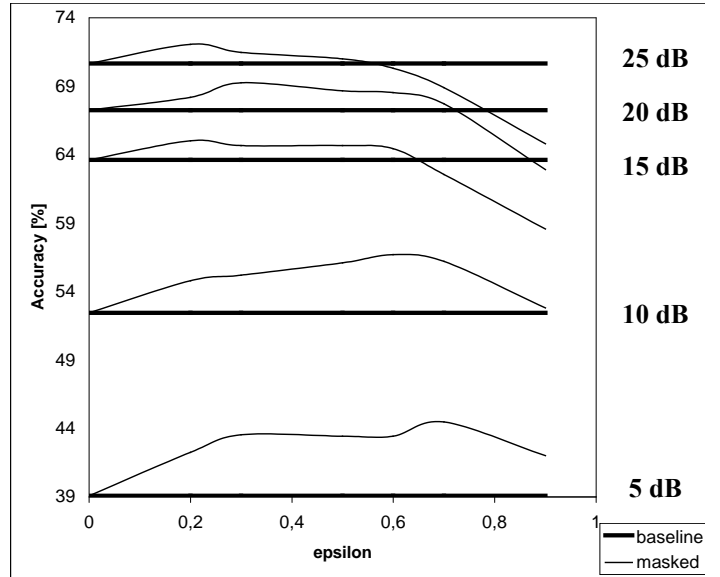 74
69
64
59
54
49
44
39
Accuracy [%]
0 0,2 0,4 0,6 0,8 1
epsilon
25 dB
20 dB
15 dB
10 dB
5 dB
baseline
masked